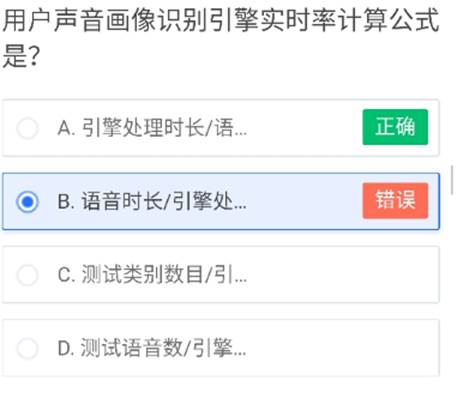 用户声音画像识别引擎实时率计算公式
是?
A. 引擎处理时长/语...
正确
B. 语音时长/引擎处...
错误
C. 测试类别数目/引...
D. 测试语音数/引擎...